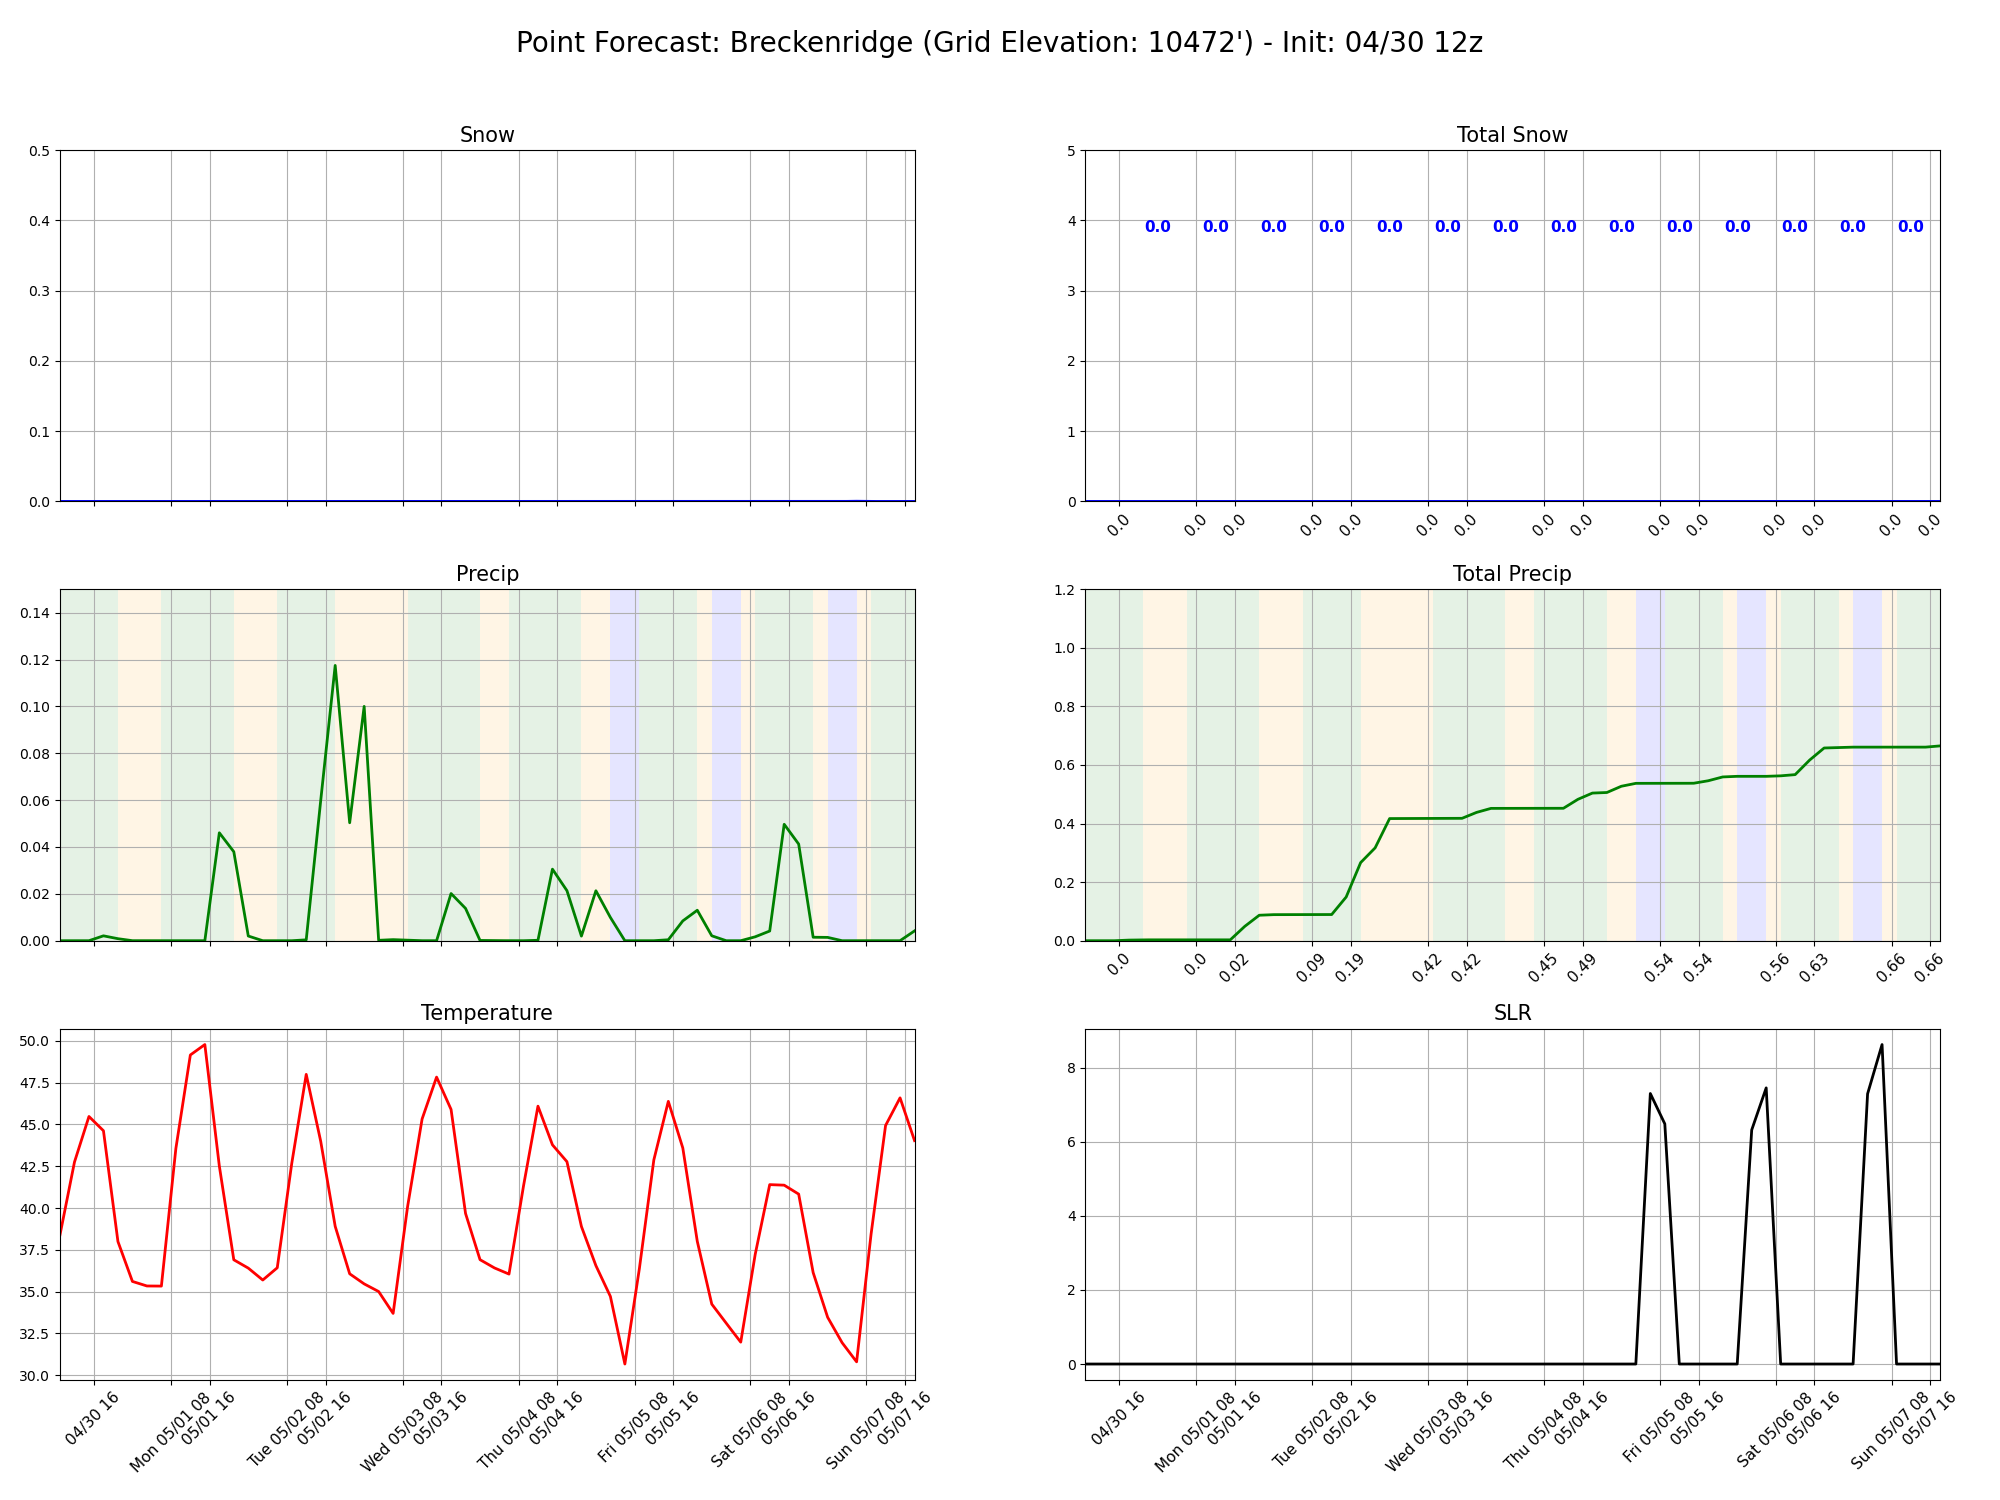 Point Forecast: Breckenridge (Grid Elevation: 10472') - Init: 04/30 12z
Snow
0.5
0.4
0.3
0.2
0.1
0.0
Total Snow
5
4
3
2
1
0
0.0 0.0 0.0 0.0 0.0 0.0 0.0 0.0 0.0 0.0 0.0 0.0 0.0 0.0
0.0 0.0 0.0 0.0 0.0 0.0 0.0 0.0 0.0 0.0 0.0 0.0 0.0 0.0 0.0
Precip
0.14
0.12
0.10
0.08
0.06
0.04
0.02
0.00
Total Precip
1.2
1.0
0.8
0.6
0.4
0.2
0.0
0.0 0.0 0.02 0.09 0.19 0.42 0.42 0.45 0.49 0.54 0.54 0.56 0.63 0.66 0.66
Temperature
50.0
47.5
45.0
42.5
40.0
37.5
35.0
32.5
30.0
04/30 16
Mon 05/01 08
05/01 16
Tue 05/02 08
05/02 16
Wed 05/03 08
05/03 16
Thu 05/04 08
05/04 16
Fri 05/05 08
05/05 16
Sat 05/06 08
05/06 16
Sun 05/07 08
05/07 16
SLR
8
6
4
2
0
04/30 16
Mon 05/01 08
05/01 16
Tue 05/02 08
05/02 16
Wed 05/03 08
05/03 16
Thu 05/04 08
05/04 16
Fri 05/05 08
05/05 16
Sat 05/06 08
05/06 16
Sun 05/07 08
05/07 16